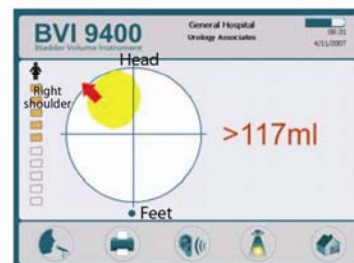 BVI 9400
Bladder Volume Instrument
General Hospital
Urology Associates
08:31
4/11/2007
Head
Right
shoulder
>117ml
Feet